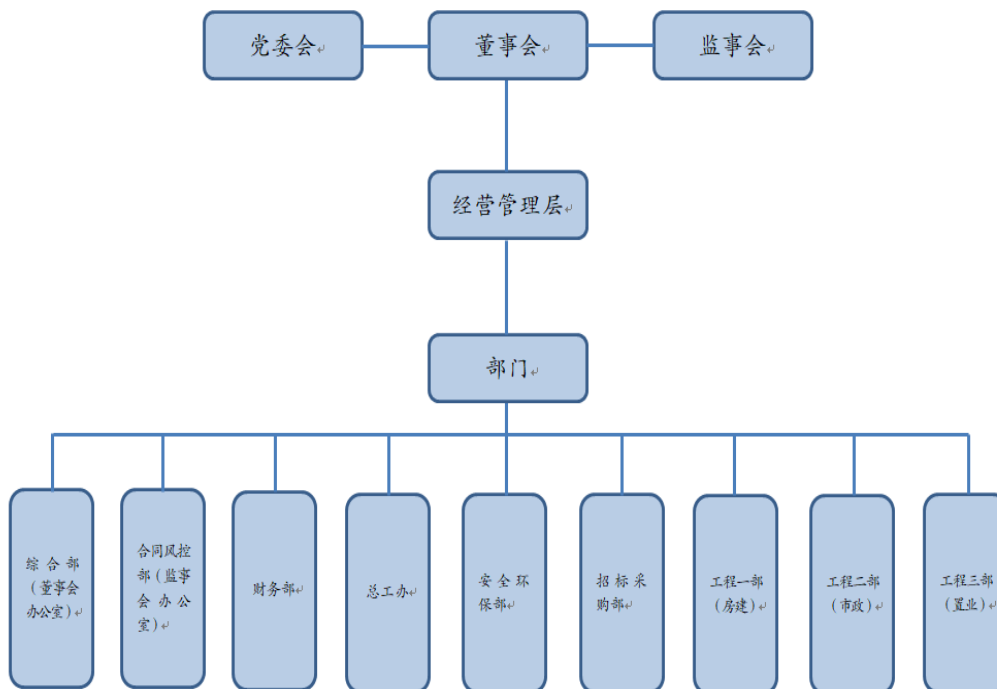 党委会
董事会
监事会
经营管理层
部门
综合部
（董事会
办公室）
合同风控
部（监事
会办公
室）
财务部
总工办
安全环
保部
招标采
购部
工程一部
（房建）
工程二部
（市政）
工程三部
（置业）